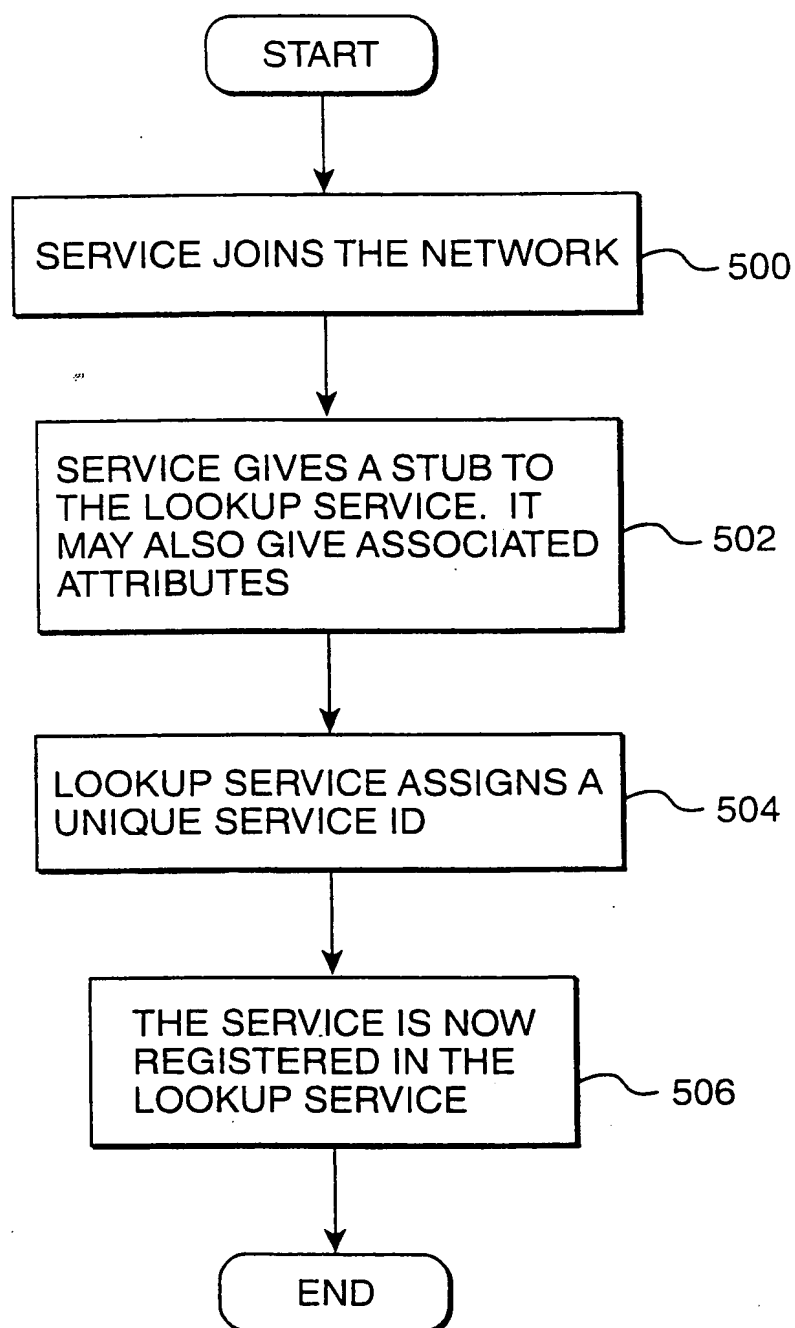 START
SERVICE JOINS THE NETWORK
500
SERVICE GIVES A STUB TO
THE LOOKUP SERVICE. IT
MAY ALSO GIVE ASSOCIATED
ATTRIBUTES
502
LOOKUP SERVICE ASSIGNS A
UNIQUE SERVICE ID
504
THE SERVICE IS NOW
REGISTERED IN THE
LOOKUP SERVICE
506
END